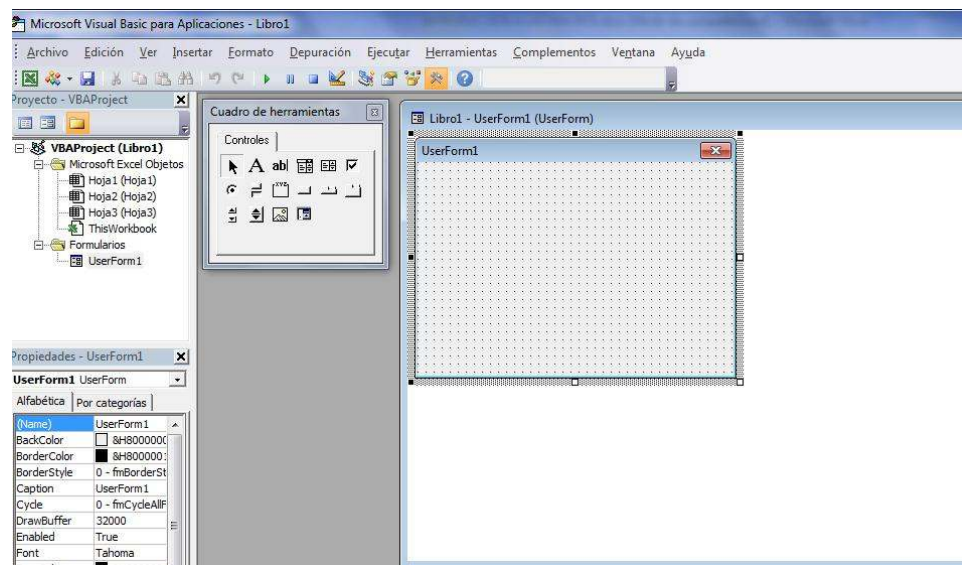 Microsoft Visual Basic para Aplicaciones - Libro1
Archivo Edición Ver Insertar Formato Depuración Ejecutar Herramientas Complementos Ventana Ayuda
Proyecto - VBAProject
VBAProject (Libro1)
Microsoft Excel Objetos
Hoja1 (Hoja1)
Hoja2 (Hoja2)
Hoja3 (Hoja3)
ThisWorkbook
Formularios
UserForm1
Cuadro de herramientas
Controles
A ab|
XYZ
Libro1 - UserForm1 (UserForm)
UserForm1
Propiedades - UserForm1
UserForm1 UserForm
Alfabética Por categorías
(Name) UserForm1
BackColor &H8000000
BorderColor &H8000001
BorderStyle 0 - fmBorderSt
Caption UserForm1
Cycle 0 - fmCycleAllF
DrawBuffer 32000
Enabled True
Font Tahoma